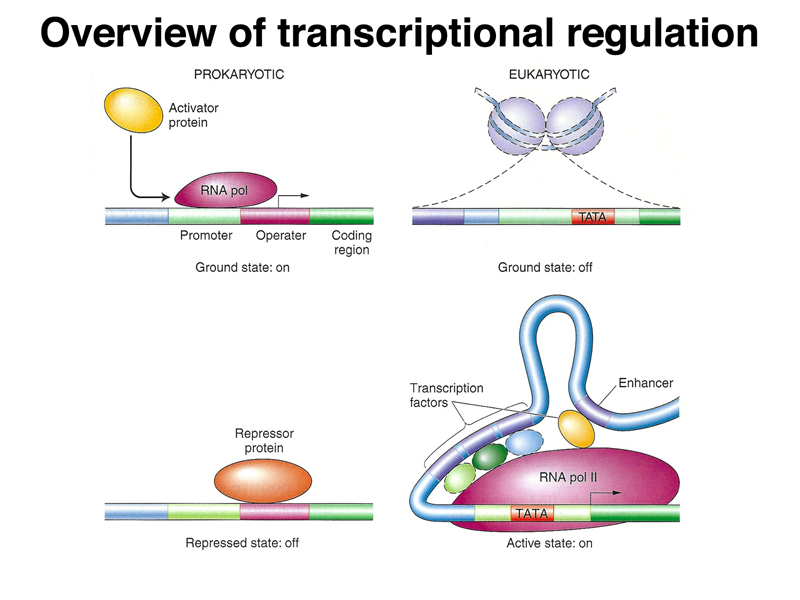 Overview of transcriptional regulation
PROKARYOTIC
Activator
protein
RNA pol
Promoter
Operater
Coding
region
Ground state: on
EUKARYOTIC
TATA
Ground state: off
Repressor
protein
Repressed state: off
Transcription
factors
Enhancer
RNA pol II
TATA
Active state: on